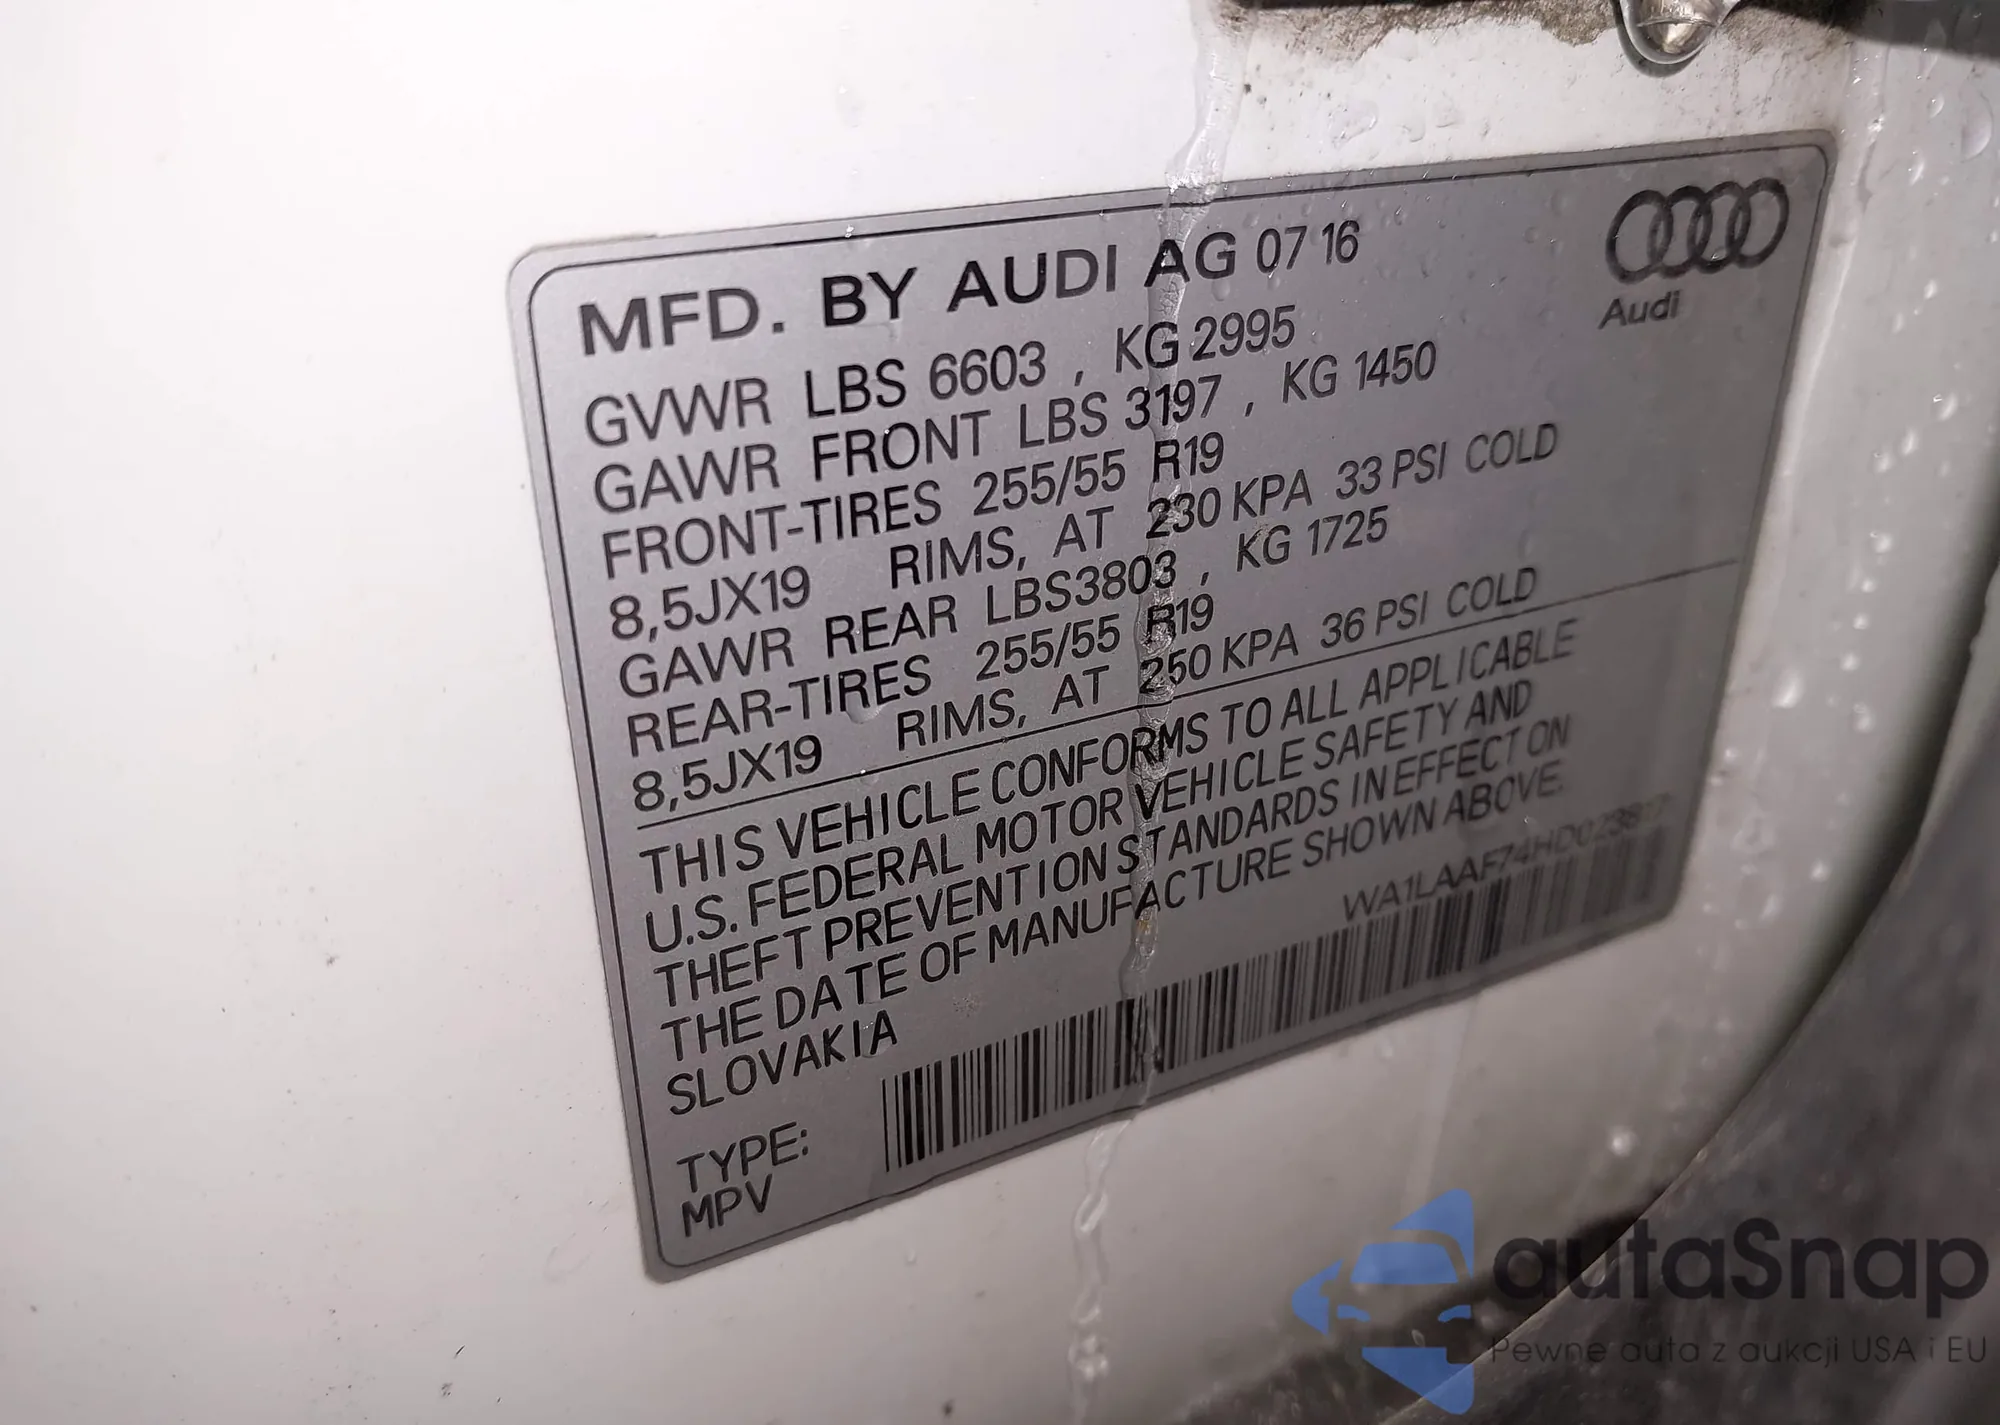 MFD. BY AUDI AG 07 16
Audi
GVWR LBS 6603 , KG 2995
GAWR FRONT LBS 3197 , KG 1450
FRONT-TIRES 255/55 R19
8,5JX19 RIMS, AT 230 KPA 33 PSI COLD
GAWR REAR LBS3803 , KG 1725
REAR-TIRES 255/55 R19
8,5JX19 RIMS, AT 250 KPA 36 PSI COLD
THIS VEHICLE CONFORMS TO ALL APPLICABLE
U.S. FEDERAL MOTOR VEHICLE SAFETY AND
THEFT PREVENTION STANDARDS IN EFFECT ON
THE DATE OF MANUFACTURE SHOWN ABOVE.
SLOVAKIA
WA1LAAF74HD023817
TYPE:
MPV
autaSnap
Pewne auta z aukcji USA i EU